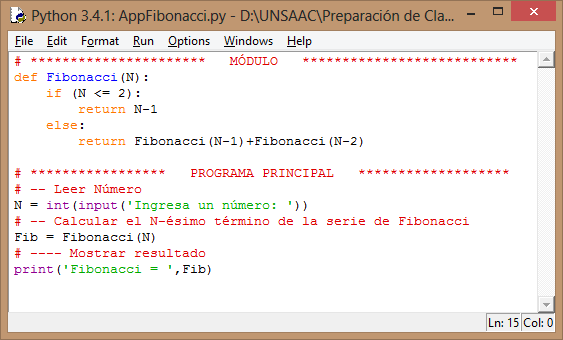 Python 3.4.1: AppFibonacci.py - D:\UNSAAC\Preparación de Cla...
File Edit Format Run Options Windows Help
# ********************** MÓDULO ***************************
def Fibonacci(N):
    if (N <= 2):
        return N-1
    else:
        return Fibonacci(N-1)+Fibonacci(N-2)
# ***************** PROGRAMA PRINCIPAL *******************
# -- Leer Número
N = int(input('Ingresa un número: '))
# -- Calcular el N-ésimo término de la serie de Fibonacci
Fib = Fibonacci(N)
# ---- Mostrar resultado
print('Fibonacci = ',Fib)
Ln: 15 Col: 0